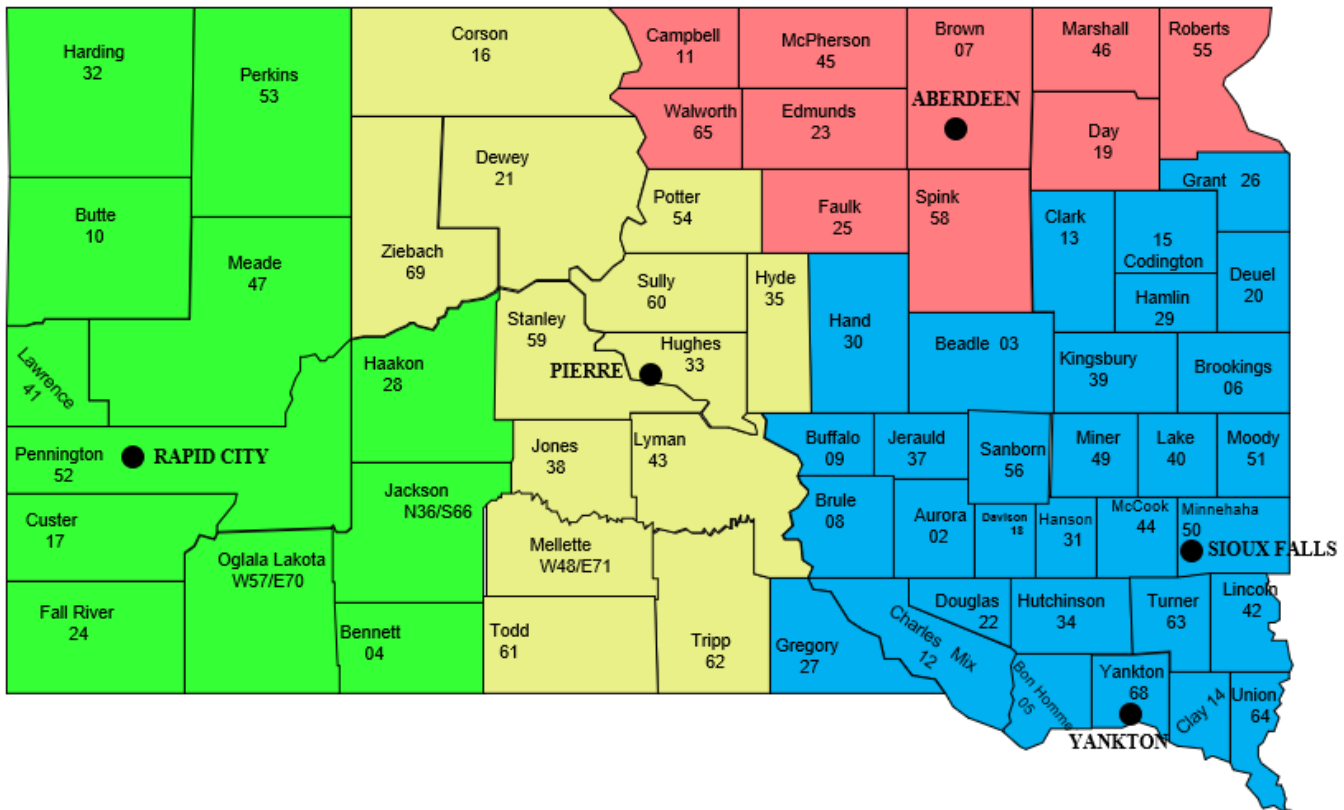 Harding
32
Perkins
53
Corson
16
Campbell
11
McPherson
45
Brown
07
Marshall
46
Roberts
55
ABERDEEN
Walworth
65
Edmunds
23
Day
19
Dewey
21
Potter
54
Grant 26
Butte
10
Ziebach
69
Faulk
25
Spink
58
Clark
13
15
Codington
Meade
47
Sully
60
Hyde
35
Deuel
20
Hamlin
29
Stanley
59
Hand
30
Hughes
33
Beadle 03
Kingsbury
39
Brookings
06
Lawrence
41
Haakon
28
PIERRE
Pennington
52
RAPID CITY
Jones
38
Lyman
43
Buffalo
09
Jerauld
37
Sanborn
56
Miner
49
Lake
40
Moody
51
Jackson
N36/S66
Brule
08
Aurora
02
Davison
18
Hanson
31
McCook
44
Minnehaha
50
SIOUX FALLS
Custer
17
Oglala Lakota
W57/E70
Mellette
W48/E71
Fall River
24
Bennett
04
Todd
61
Tripp
62
Gregory
27
Charles Mix
12
Douglas
22
Hutchinson
34
Turner
63
Lincoln
42
Bon Homme
05
Yankton
68
Clay 14
Union
64
YANKTON